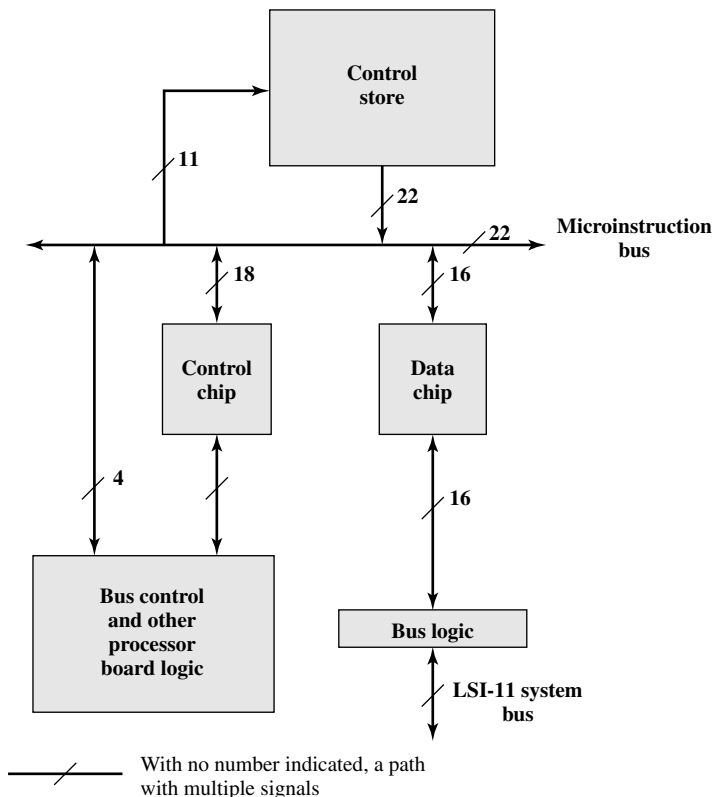 Control
store
11
22
22
Microinstruction
bus
18
16
Control
chip
Data
chip
4
16
Bus control
and other
processor
board logic
Bus logic
LSI-11 system
bus
With no number indicated, a path
with multiple signals